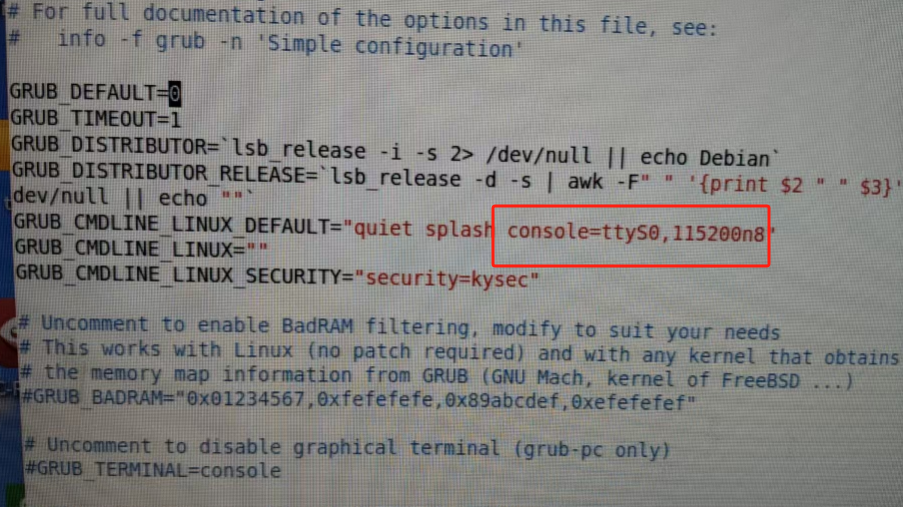 # For full documentation of the options in this file, see:
#   info -f grub -n 'Simple configuration'
GRUB_DEFAULT=0
GRUB_TIMEOUT=1
GRUB_DISTRIBUTOR=`lsb_release -i -s 2> /dev/null || echo Debian`
GRUB_DISTRIBUTOR_RELEASE=`lsb_release -d -s | awk -F" " '{print $2 " " $3}'
dev/null || echo ""`
GRUB_CMDLINE_LINUX_DEFAULT="quiet splash console=ttyS0,115200n8"
GRUB_CMDLINE_LINUX=""
GRUB_CMDLINE_LINUX_SECURITY="security=kysec"
# Uncomment to enable BadRAM filtering, modify to suit your needs
# This works with Linux (no patch required) and with any kernel that obtains
# the memory map information from GRUB (GNU Mach, kernel of FreeBSD ...)
#GRUB_BADRAM="0x01234567,0xfefefefe,0x89abcdef,0xefefefef"
# Uncomment to disable graphical terminal (grub-pc only)
#GRUB_TERMINAL=console